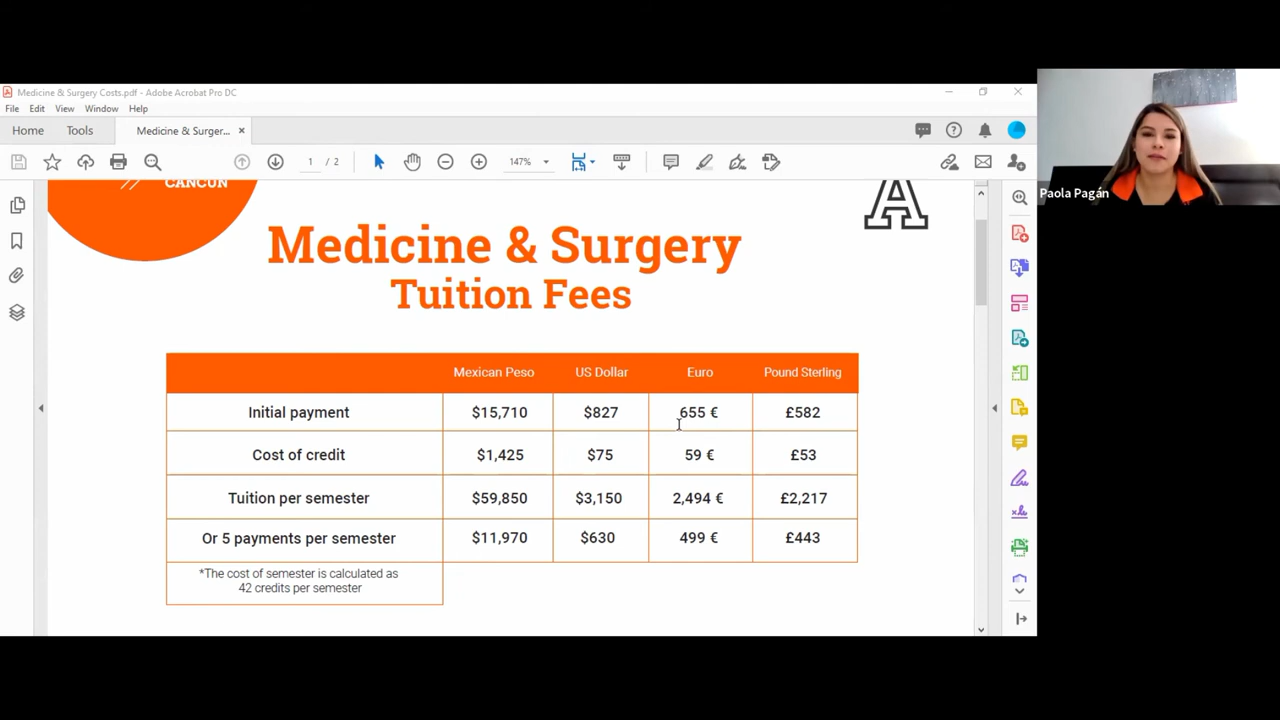 Medicine & Surgery Costs.pdf - Adobe Acrobat Pro DC
File Edit View Window Help
Home Tools Medicine & Surger... ×
1 / 2 147%
Paola Pagán
CANCUN
A
Medicine & Surgery
Tuition Fees
Mexican Peso US Dollar Euro Pound Sterling
Initial payment $15,710 $827 655 € £582
Cost of credit $1,425 $75 59 € £53
Tuition per semester $59,850 $3,150 2,494 € £2,217
Or 5 payments per semester $11,970 $630 499 € £443
*The cost of semester is calculated as
42 credits per semester